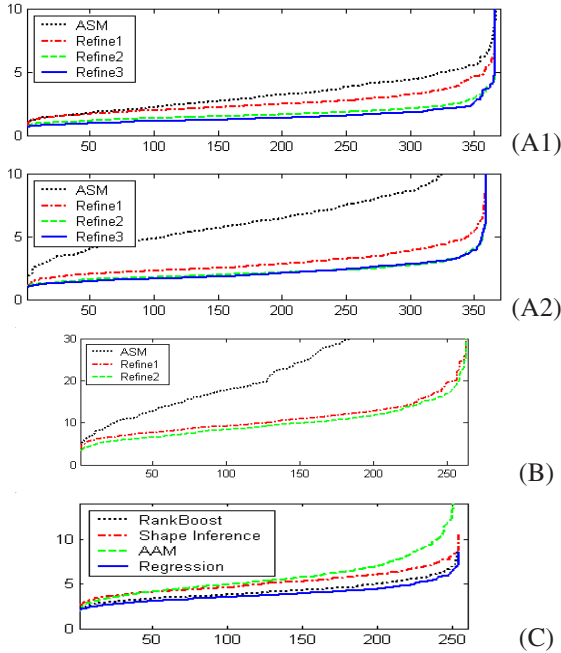 10
ASM
Refine1
Refine2
Refine3
5
0
50 100 150 200 250 300 350
(A1)
10
ASM
Refine1
Refine2
Refine3
5
0
50 100 150 200 250 300 350
(A2)
30
ASM
Refine1
Refine2
20
10
0
50 100 150 200 250
(B)
RankBoost
Shape Inference
AAM
Regression
10
5
0
50 100 150 200 250
(C)